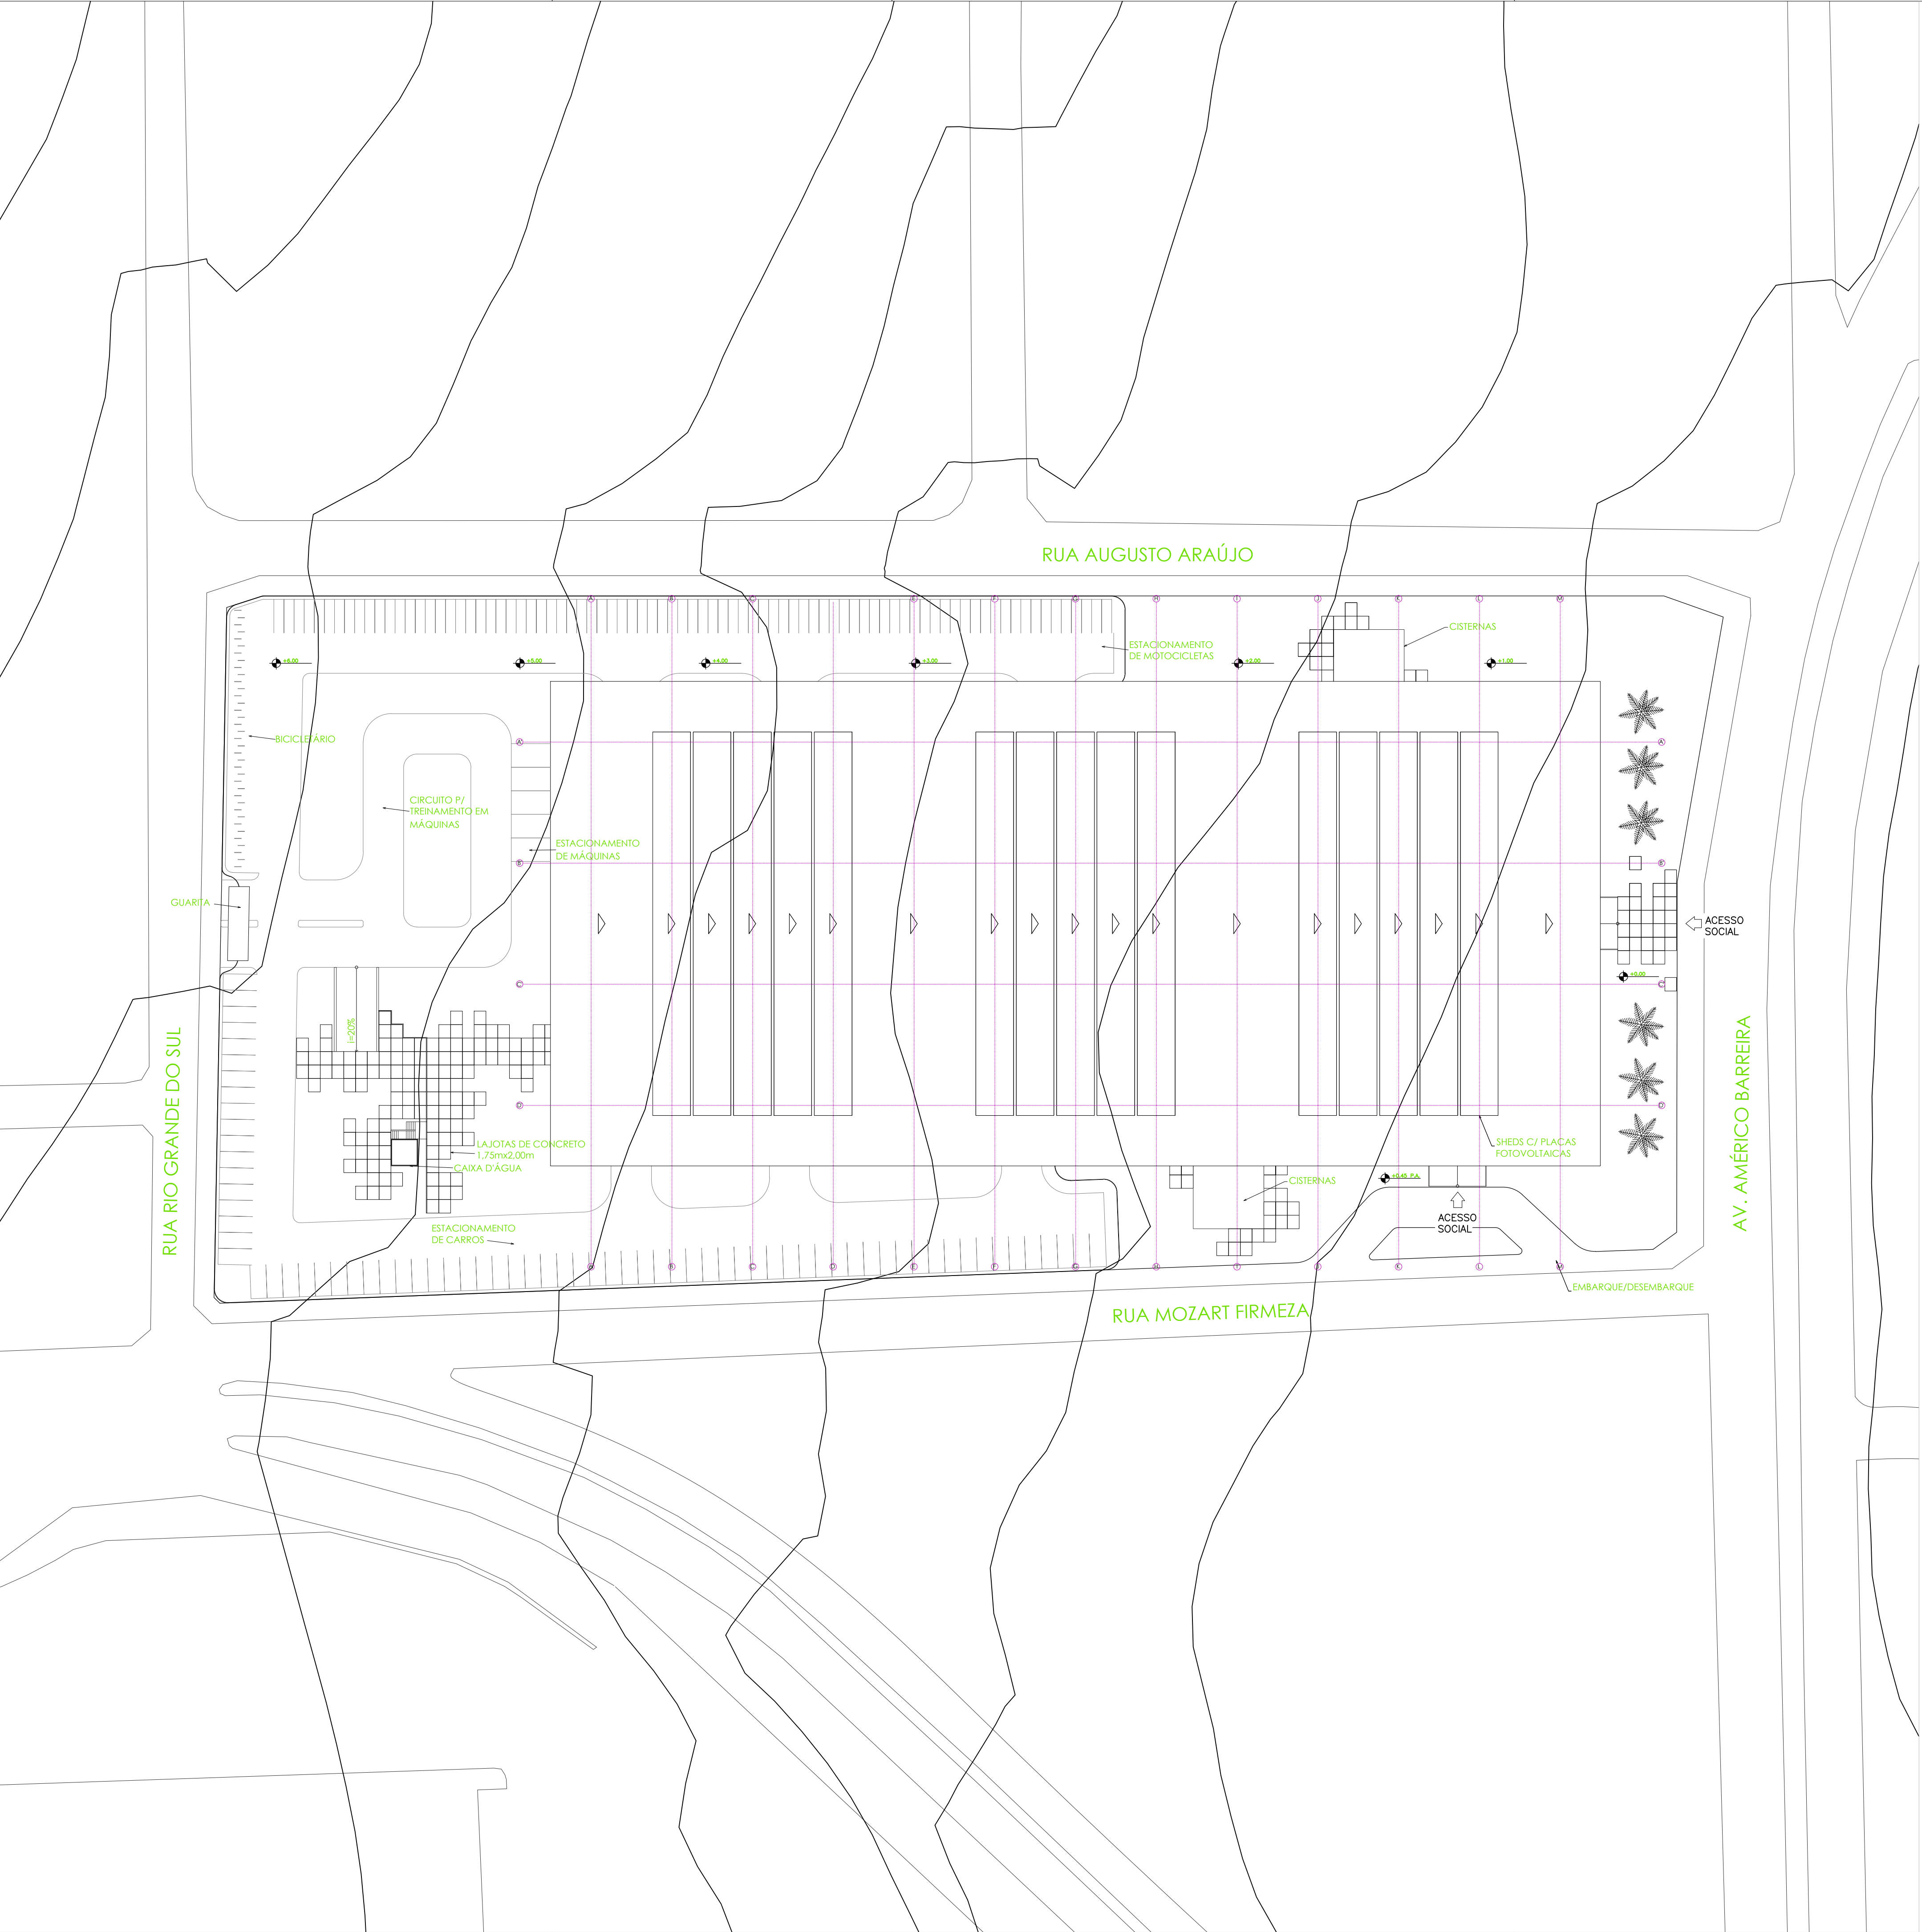 RUA AUGUSTO ARAÚJO
A
B
C
E
F
G
H
I
J
K
L
M
CISTERNAS
ESTACIONAMENTO
DE MOTOCICLETAS
+6.00
+5.00
+4.00
+3.00
+2.00
+1.00
BICICLETÁRIO
A'
A'
CIRCUITO P/
TREINAMENTO EM
MÁQUINAS
ESTACIONAMENTO
DE MÁQUINAS
B'
B'
GUARITA
ACESSO
SOCIAL
+0.00
C'
C'
i=20%
RUA RIO GRANDE DO SUL
AV. AMÉRICO BARREIRA
D'
D'
LAJOTAS DE CONCRETO
1,75mx2,00m
CAIXA D'ÁGUA
SHEDS C/ PLACAS
FOTOVOLTAICAS
CISTERNAS
+0.45 P.A.
ACESSO
SOCIAL
ESTACIONAMENTO
DE CARROS
A
B
C
D
E
F
G
H
I
J
K
L
M
EMBARQUE/DESEMBARQUE
RUA MOZART FIRMEZA